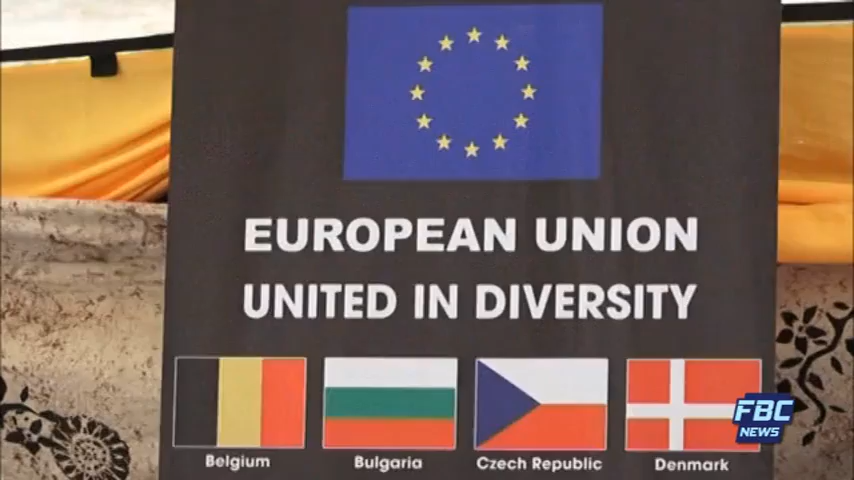 EUROPEAN UNION
UNITED IN DIVERSITY
Belgium Bulgaria Czech Republic Denmark
FBC
NEWS